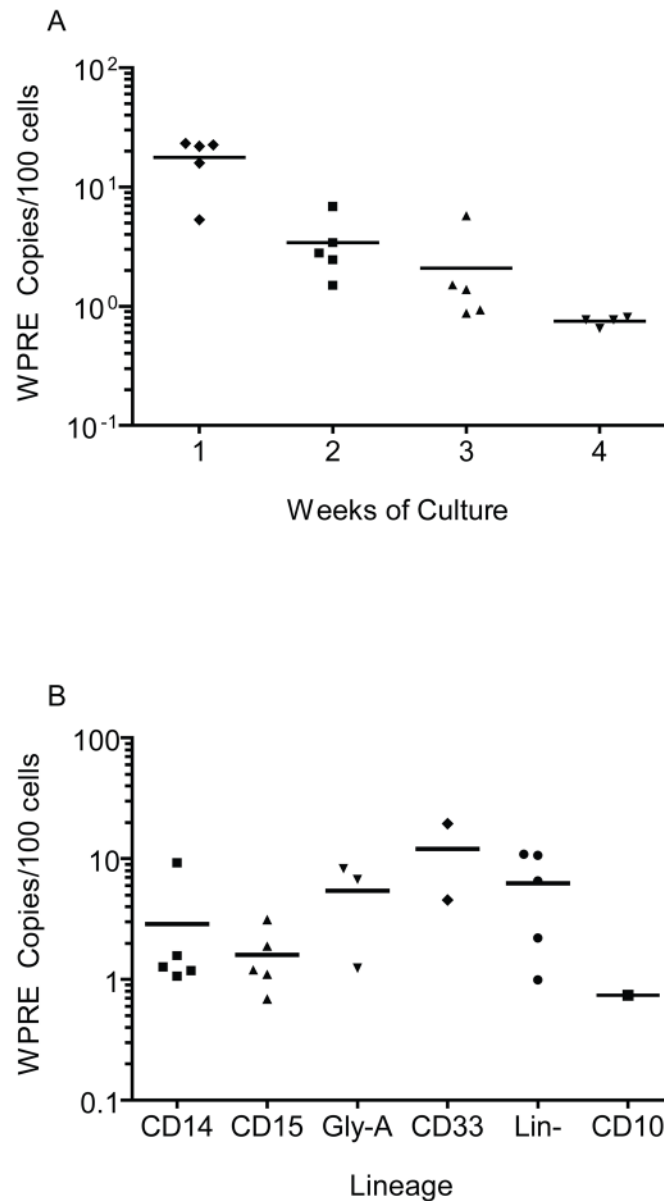 A
WPRE Copies/100 cells
10²
10¹
10⁰
10⁻¹
1 2 3 4
Weeks of Culture
B
WPRE Copies/100 cells
100
10
1
0.1
CD14 CD15 Gly-A CD33 Lin- CD10
Lineage